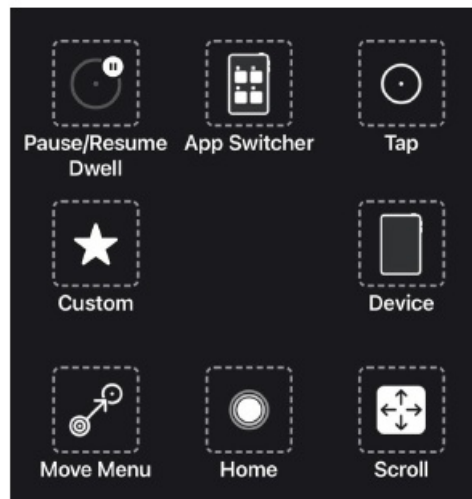 Pause/Resume App Switcher Tap
Dwell
Custom Device
Move Menu Home Scroll